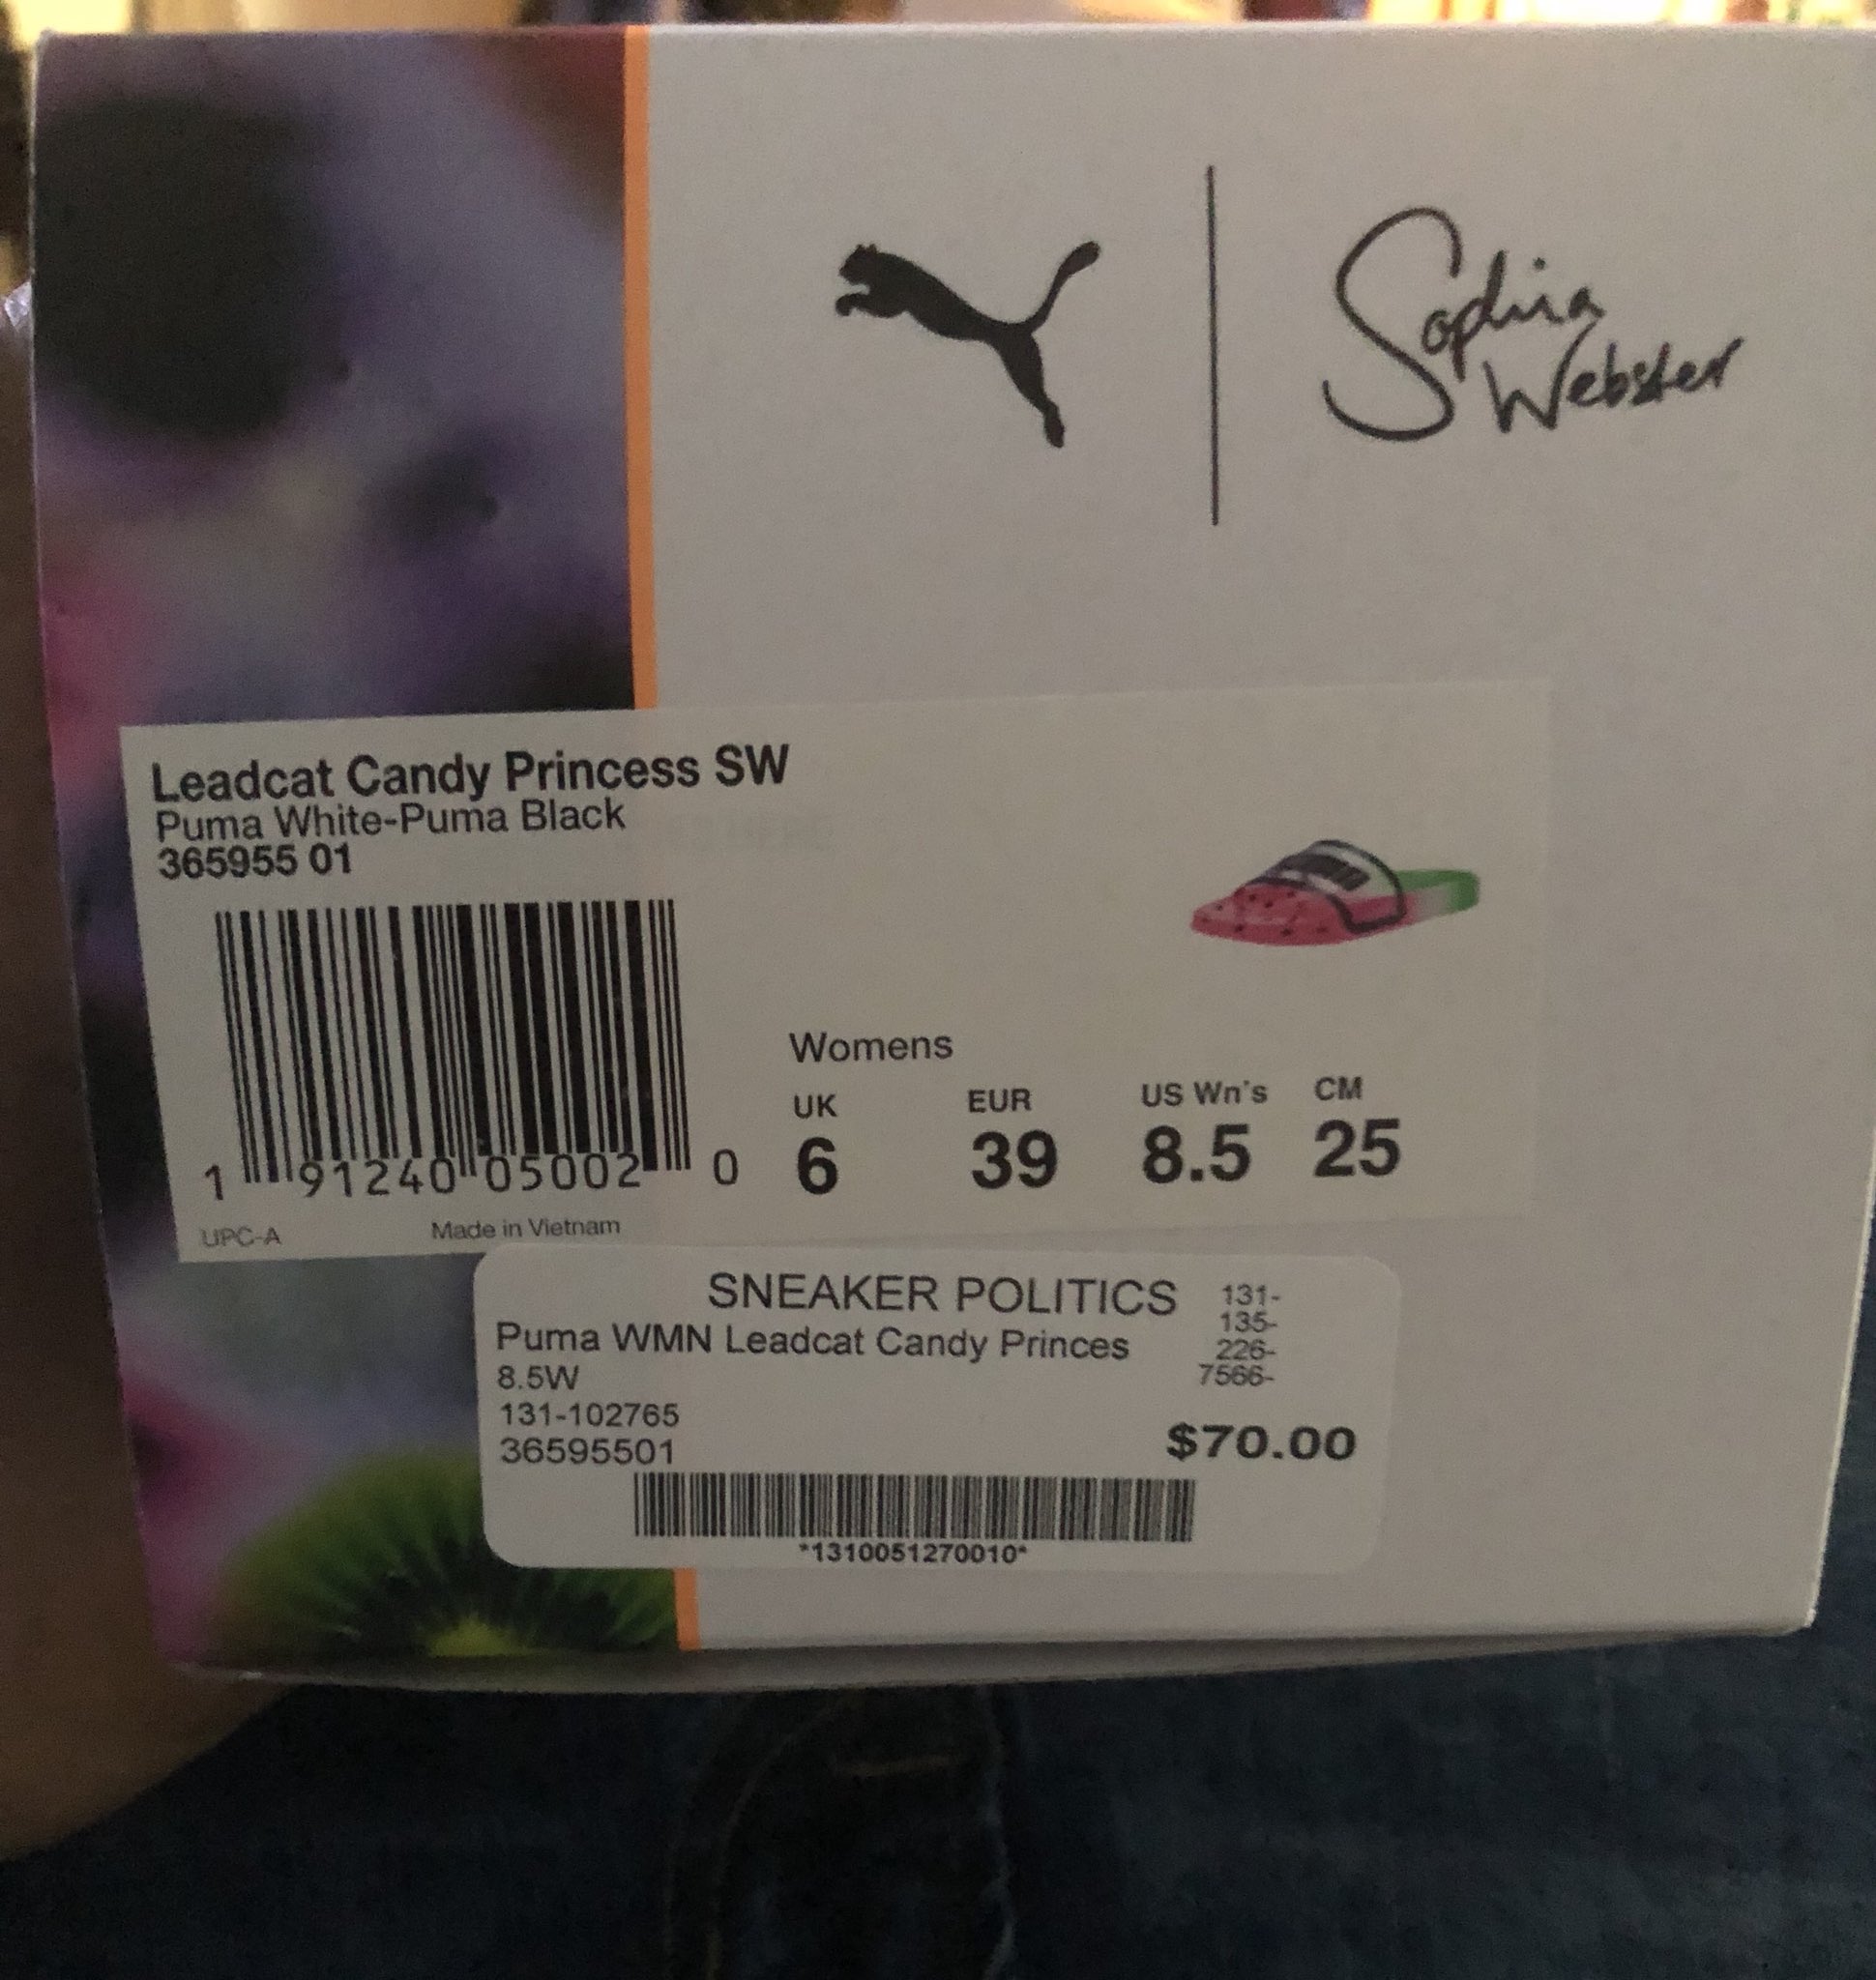 Sophia
Webster
Leadcat Candy Princess SW
Puma White-Puma Black
365955 01
1 91240 05002 0
UPC-A Made in Vietnam
Womens
UK EUR US Wn's CM
6 39 8.5 25
SNEAKER POLITICS
Puma WMN Leadcat Candy Princes
8.5W
131-102765
36595501
131-
135-
226-
7566-
$70.00
*1310051270010*